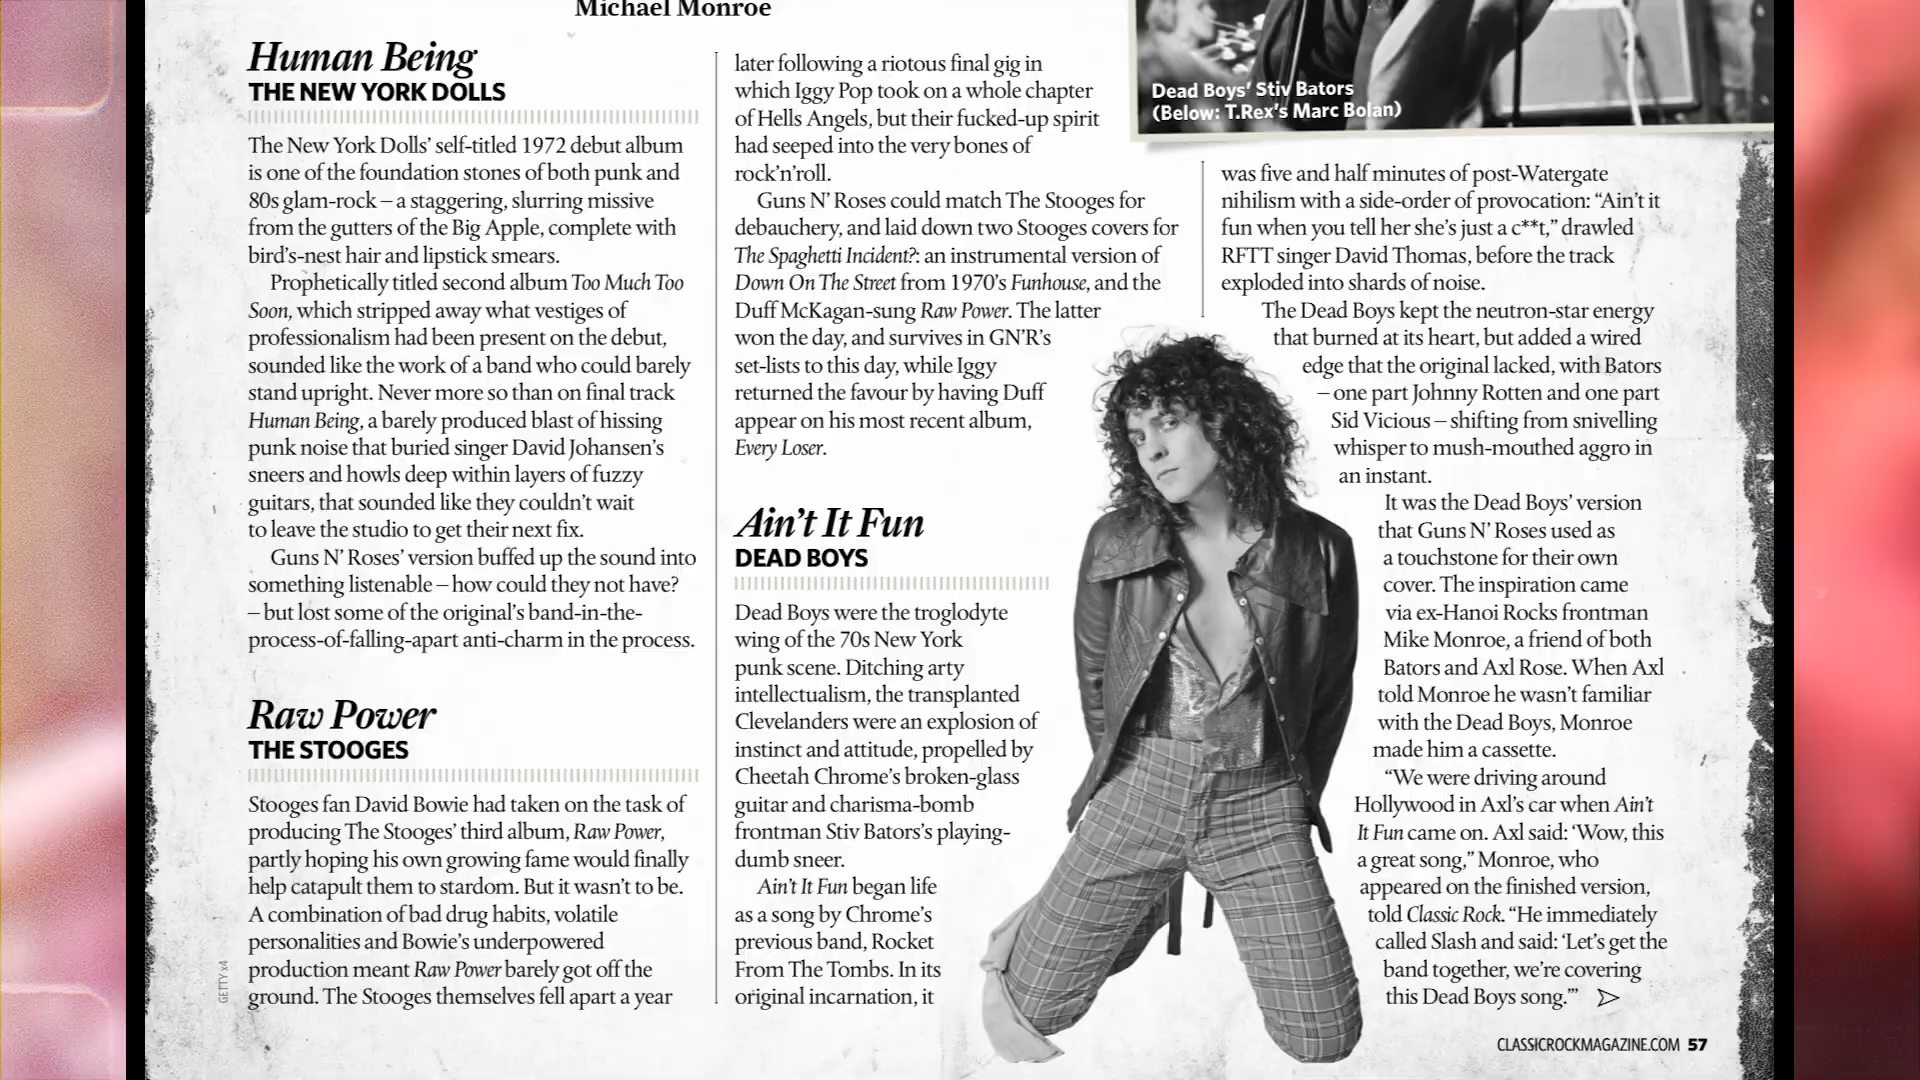 Michael Monroe
Human Being
THE NEW YORK DOLLS
The New York Dolls' self-titled 1972 debut album
is one of the foundation stones of both punk and
80s glam-rock – a staggering, slurring missive
from the gutters of the Big Apple, complete with
bird's-nest hair and lipstick smears.
Prophetically titled second album Too Much Too
Soon, which stripped away what vestiges of
professionalism had been present on the debut,
sounded like the work of a band who could barely
stand upright. Never more so than on final track
Human Being, a barely produced blast of hissing
punk noise that buried singer David Johansen's
sneers and howls deep within layers of fuzzy
guitars, that sounded like they couldn't wait
to leave the studio to get their next fix.
Guns N' Roses' version buffed up the sound into
something listenable – how could they not have?
– but lost some of the original's band-in-the-
process-of-falling-apart anti-charm in the process.
Raw Power
THE STOOGES
Stooges fan David Bowie had taken on the task of
producing The Stooges' third album, Raw Power,
partly hoping his own growing fame would finally
help catapult them to stardom. But it wasn't to be.
A combination of bad drug habits, volatile
personalities and Bowie's underpowered
production meant Raw Power barely got off the
ground. The Stooges themselves fell apart a year
GETTY x4
later following a riotous final gig in
which Iggy Pop took on a whole chapter
of Hells Angels, but their fucked-up spirit
had seeped into the very bones of
rock'n'roll.
Guns N' Roses could match The Stooges for
debauchery, and laid down two Stooges covers for
The Spaghetti Incident?: an instrumental version of
Down On The Street from 1970's Funhouse, and the
Duff McKagan-sung Raw Power. The latter
won the day, and survives in GN'R's
set-lists to this day, while Iggy
returned the favour by having Duff
appear on his most recent album,
Every Loser.
Ain't It Fun
DEAD BOYS
Dead Boys were the troglodyte
wing of the 70s New York
punk scene. Ditching arty
intellectualism, the transplanted
Clevelanders were an explosion of
instinct and attitude, propelled by
Cheetah Chrome's broken-glass
guitar and charisma-bomb
frontman Stiv Bators's playing-
dumb sneer.
Ain't It Fun began life
as a song by Chrome's
previous band, Rocket
From The Tombs. In its
original incarnation, it
Dead Boys' Stiv Bators
(Below: T.Rex's Marc Bolan)
was five and half minutes of post-Watergate
nihilism with a side-order of provocation: “Ain't it
fun when you tell her she's just a c**t,” drawled
RFTT singer David Thomas, before the track
exploded into shards of noise.
The Dead Boys kept the neutron-star energy
that burned at its heart, but added a wired
edge that the original lacked, with Bators
– one part Johnny Rotten and one part
Sid Vicious – shifting from snivelling
whisper to mush-mouthed aggro in
an instant.
It was the Dead Boys' version
that Guns N' Roses used as
a touchstone for their own
cover. The inspiration came
via ex-Hanoi Rocks frontman
Mike Monroe, a friend of both
Bators and Axl Rose. When Axl
told Monroe he wasn't familiar
with the Dead Boys, Monroe
made him a cassette.
“We were driving around
Hollywood in Axl's car when Ain't
It Fun came on. Axl said: ‘Wow, this
a great song,” Monroe, who
appeared on the finished version,
told Classic Rock. “He immediately
called Slash and said: ‘Let's get the
band together, we're covering
this Dead Boys song.’”
CLASSICROCKMAGAZINE.COM 57